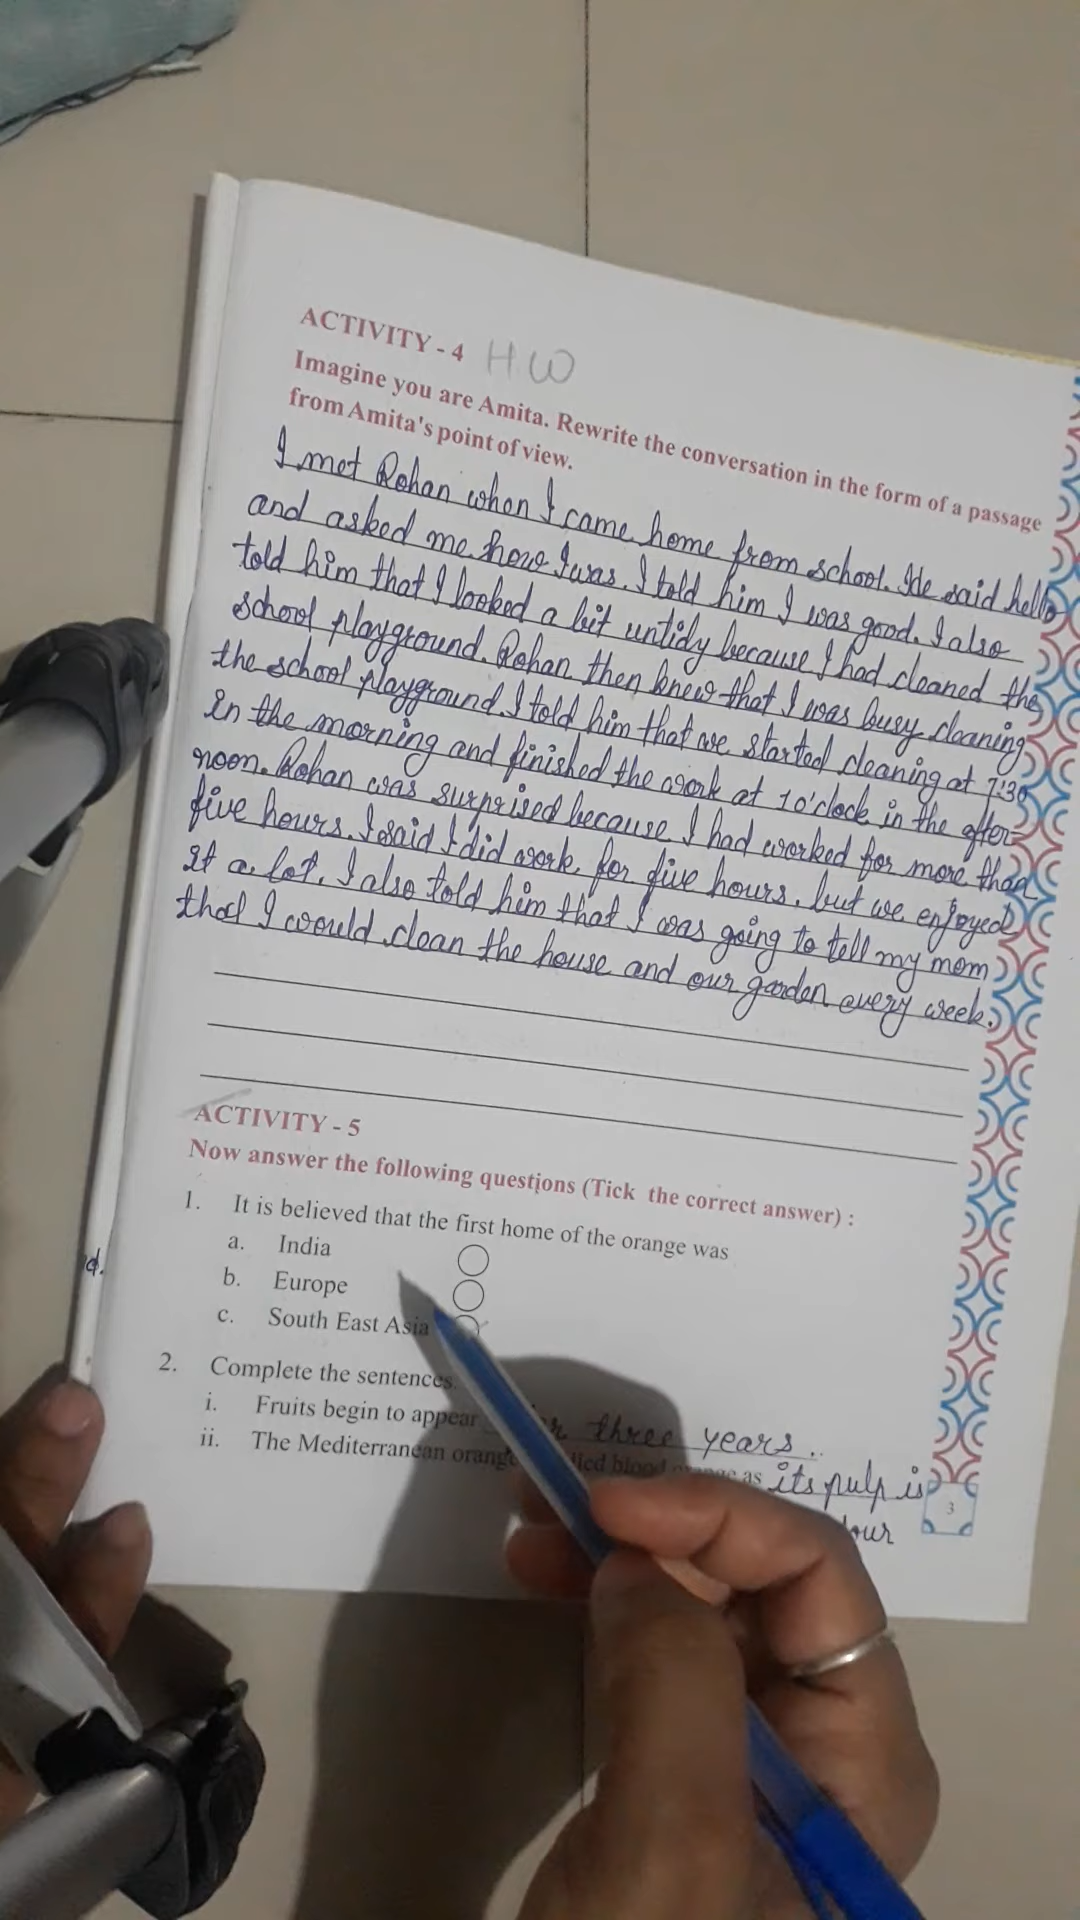 ACTIVITY - 4 HW
Imagine you are Amita. Rewrite the conversation in the form of a passage
from Amita's point of view.
I met Rohan when I came home from school. He said hello
and asked me how I was. I told him I was good. I also
told him that I looked a bit untidy because I had cleaned the
school playground. Rohan then knew that I was busy cleaning
the school playground. I told him that we started cleaning at 7:30
in the morning and finished the work at 1 o'clock in the after-
noon. Rohan was surprised because I had worked for more than
five hours. I said I did work for five hours, but we enjoyed
it a lot. I also told him that I was going to tell my mom
that I would clean the house and our garden every week.
ACTIVITY - 5
Now answer the following questions (Tick the correct answer) :
1. It is believed that the first home of the orange was
a. India
b. Europe
d.
c. South East Asia
2. Complete the sentences
i. Fruits begin to appear three years.
ii. The Mediterranean orange blood as its pulp is
3